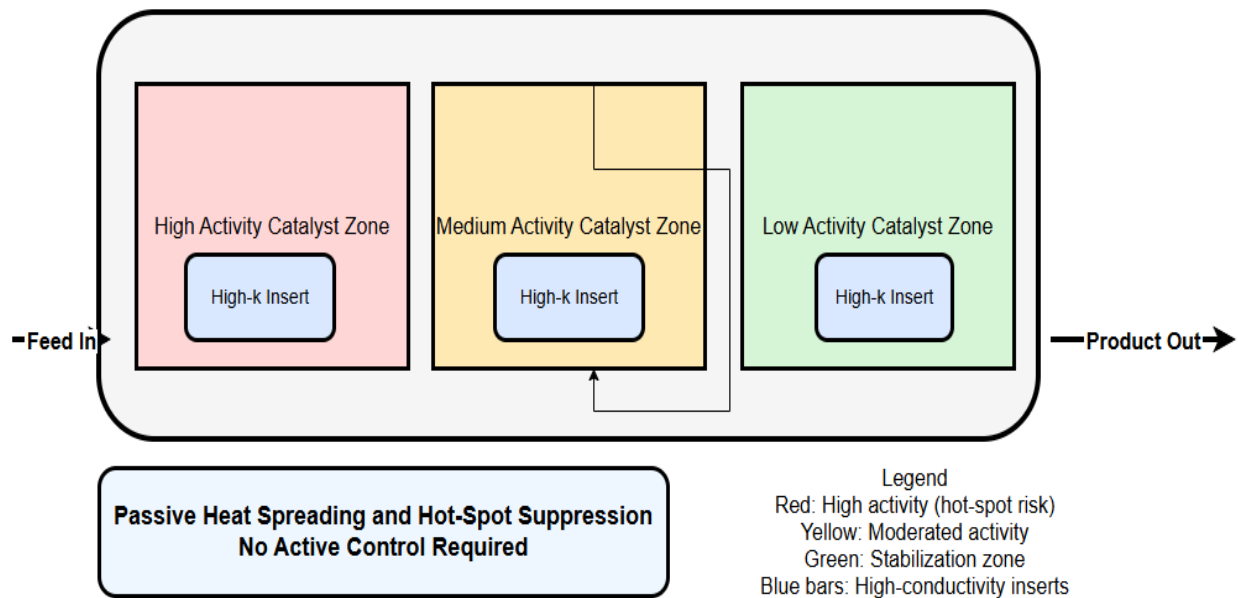 High Activity Catalyst Zone
Medium Activity Catalyst Zone
Low Activity Catalyst Zone
High-k Insert
High-k Insert
High-k Insert
Feed In
Product Out
Passive Heat Spreading and Hot-Spot Suppression
No Active Control Required
Legend
Red: High activity (hot-spot risk)
Yellow: Moderated activity
Green: Stabilization zone
Blue bars: High-conductivity inserts